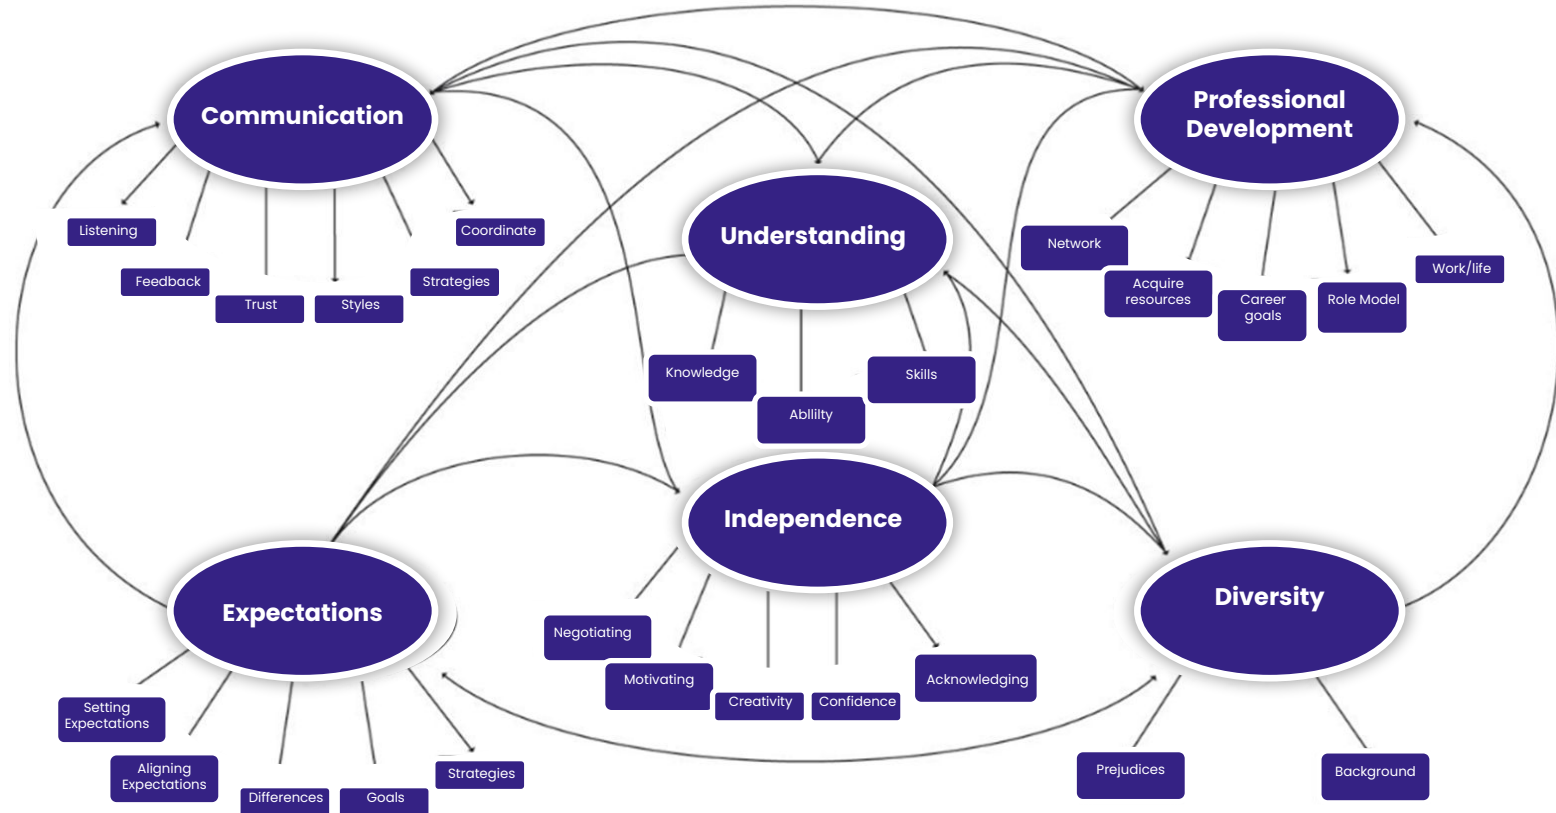 Communication
Professional
Development
Listening
Feedback
Trust
Styles
Strategies
Coordinate
Understanding
Knowledge
Abllilty
Skills
Network
Acquire
resources
Career
goals
Role Model
Work/life
Expectations
Setting
Expectations
Aligning
Expectations
Differences
Goals
Strategies
Independence
Negotiating
Motivating
Creativity
Confidence
Acknowledging
Diversity
Prejudices
Background